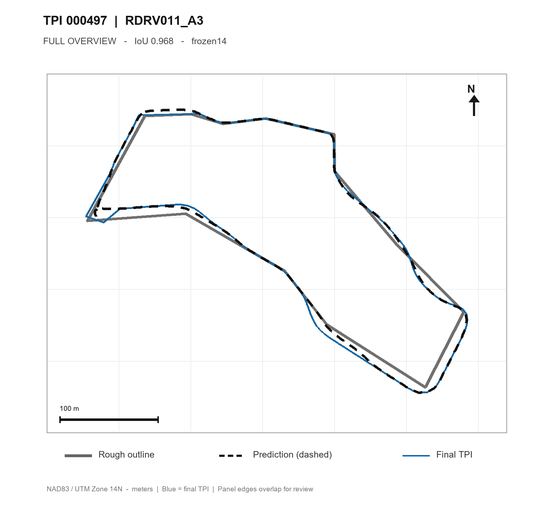 TPI 000497 | RDRV011_A3
FULL OVERVIEW - IoU 0.968 - frozen14
N
100 m
Rough outline
Prediction (dashed)
Final TPI
NAD83 / UTM Zone 14N - meters | Blue = final TPI | Panel edges overlap for review